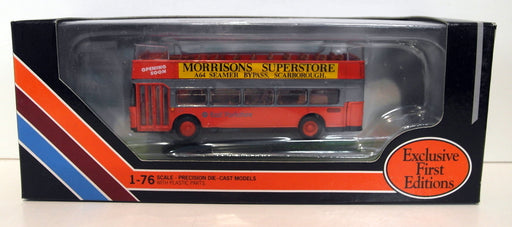 OPENING
SOON
MORRISONS SUPERSTORE
A64 SEAMER BYPASS, SCARBOROUGH.
1-76 SCALE - PRECISION DIE-CAST MODELS
WITH PLASTIC PARTS
Exclusive
First
Editions